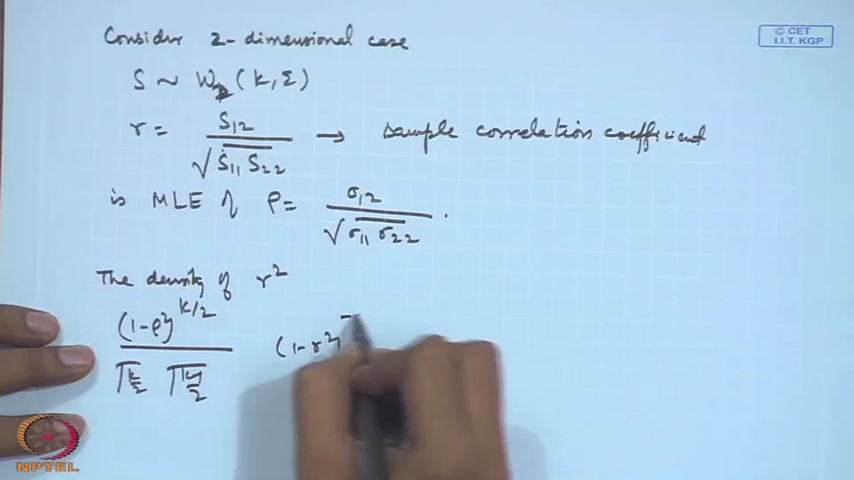 © CET
I.I.T. KGP
Consider 2-dimensional case
S ~ W₂ (k, Σ)
r = S₁₂ / √(S₁₁ S₂₂) → sample correlation coefficient
is MLE of ρ = σ₁₂ / √(σ₁₁ σ₂₂) .
The density of r²
(1-ρ²)^{k/2} / Γ(k/2) Γ((k-1)/2) (1-r²)
NPTEL